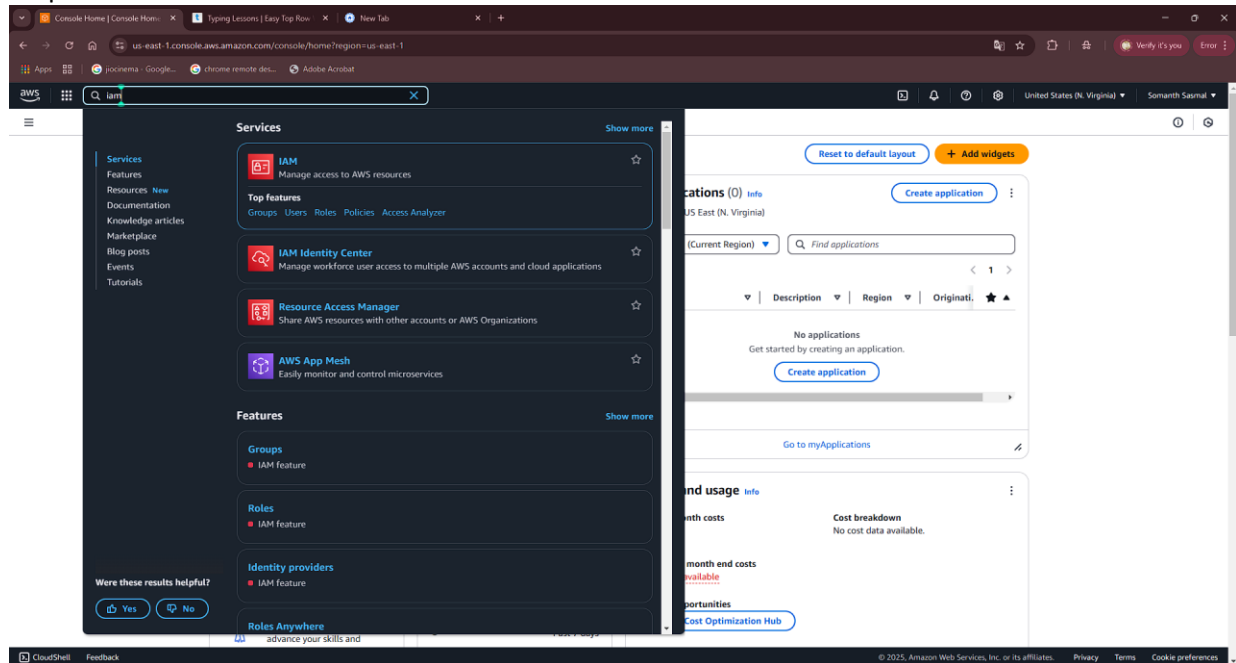 Console Home | Console Home
Typing Lessons | Easy Top Row
New Tab
us-east-1.console.aws.amazon.com/console/home?region=us-east-1
Verify it's you
Error
Apps
jiocinema - Google...
chrome remote des...
Adobe Acrobat
aws
iam
United States (N. Virginia)
Somanth Sasmal
Services
Features
Resources New
Documentation
Knowledge articles
Marketplace
Blog posts
Events
Tutorials
Were these results helpful?
Yes
No
Services
Show more
IAM
Manage access to AWS resources
Top features
Groups Users Roles Policies Access Analyzer
IAM Identity Center
Manage workforce user access to multiple AWS accounts and cloud applications
Resource Access Manager
Share AWS resources with other accounts or AWS Organizations
AWS App Mesh
Easily monitor and control microservices
Features
Show more
Groups
IAM feature
Roles
IAM feature
Identity providers
IAM feature
Roles Anywhere
advance your skills and
Reset to default layout
+ Add widgets
cations (0) Info
Create application
US East (N. Virginia)
(Current Region)
Find applications
1
Description
Region
Originati.
No applications
Get started by creating an application.
Create application
Go to myApplications
nd usage Info
nth costs
Cost breakdown
No cost data available.
month end costs
available
portunities
Cost Optimization Hub
CloudShell
Feedback
© 2025, Amazon Web Services, Inc. or its affiliates.
Privacy
Terms
Cookie preferences